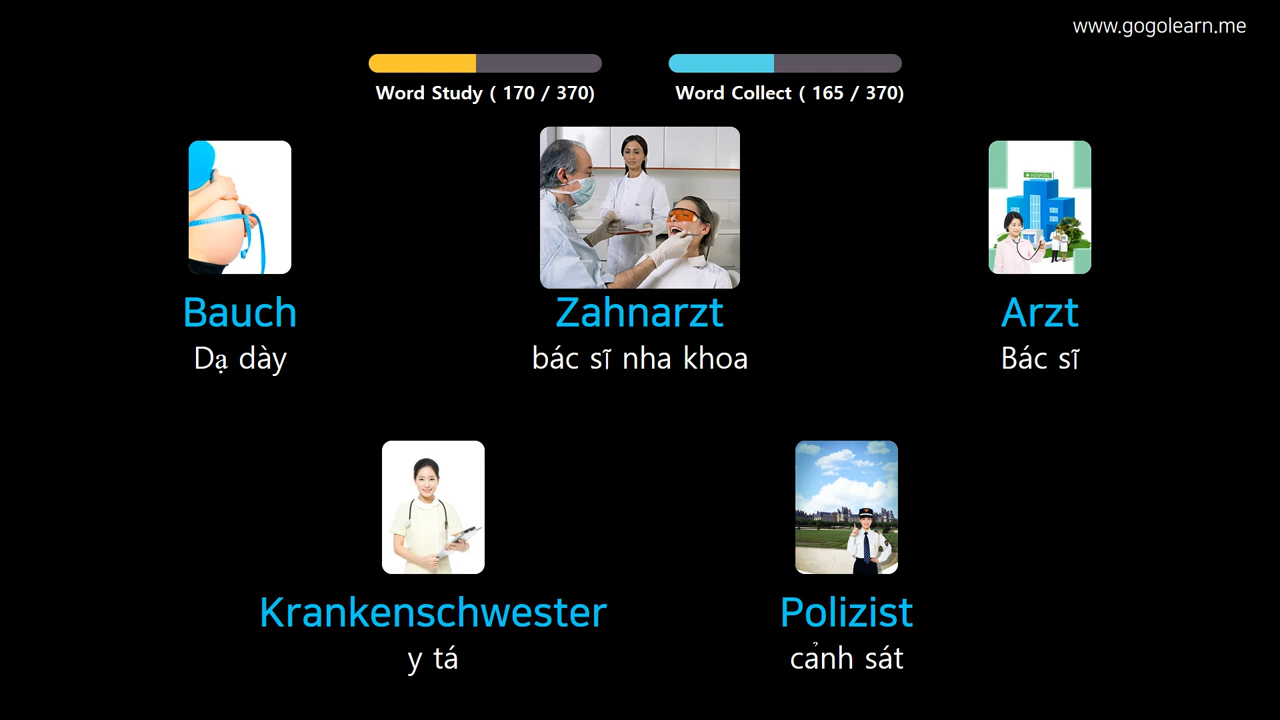 www.gogolearn.me
Word Study ( 170 / 370)
Word Collect ( 165 / 370)
HOSPITAL
Bauch
Dạ dày
Zahnarzt
bác sĩ nha khoa
Arzt
Bác sĩ
Krankenschwester
y tá
Polizist
cảnh sát